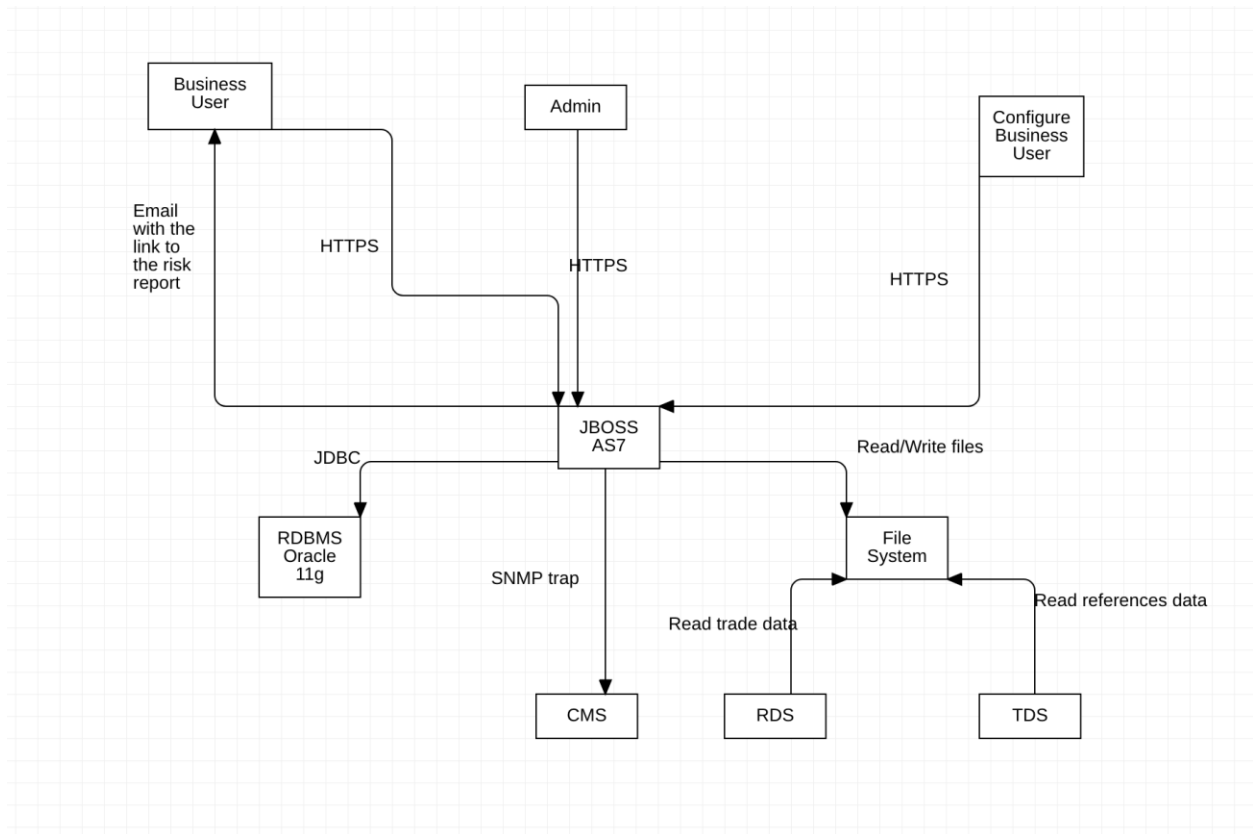 Business
User
Admin
Configure
Business
User
Email
with the
link to
the risk
report
HTTPS
HTTPS
HTTPS
JBOSS
AS7
JDBC
Read/Write files
RDBMS
Oracle
11g
File
System
SNMP trap
Read trade data
Read references data
CMS
RDS
TDS